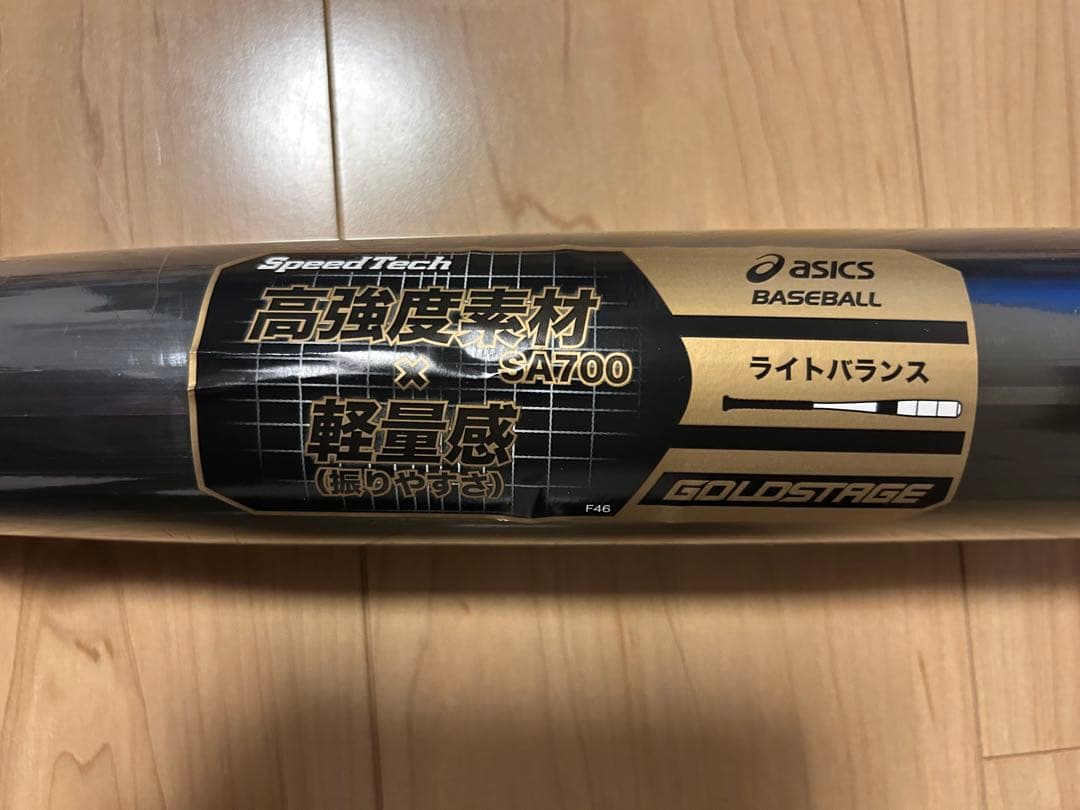 SpeedTech
高強度素材
× SA700
軽量感
(振りやすさ)
F46
asics
BASEBALL
ライトバランス
GOLDSTAGE